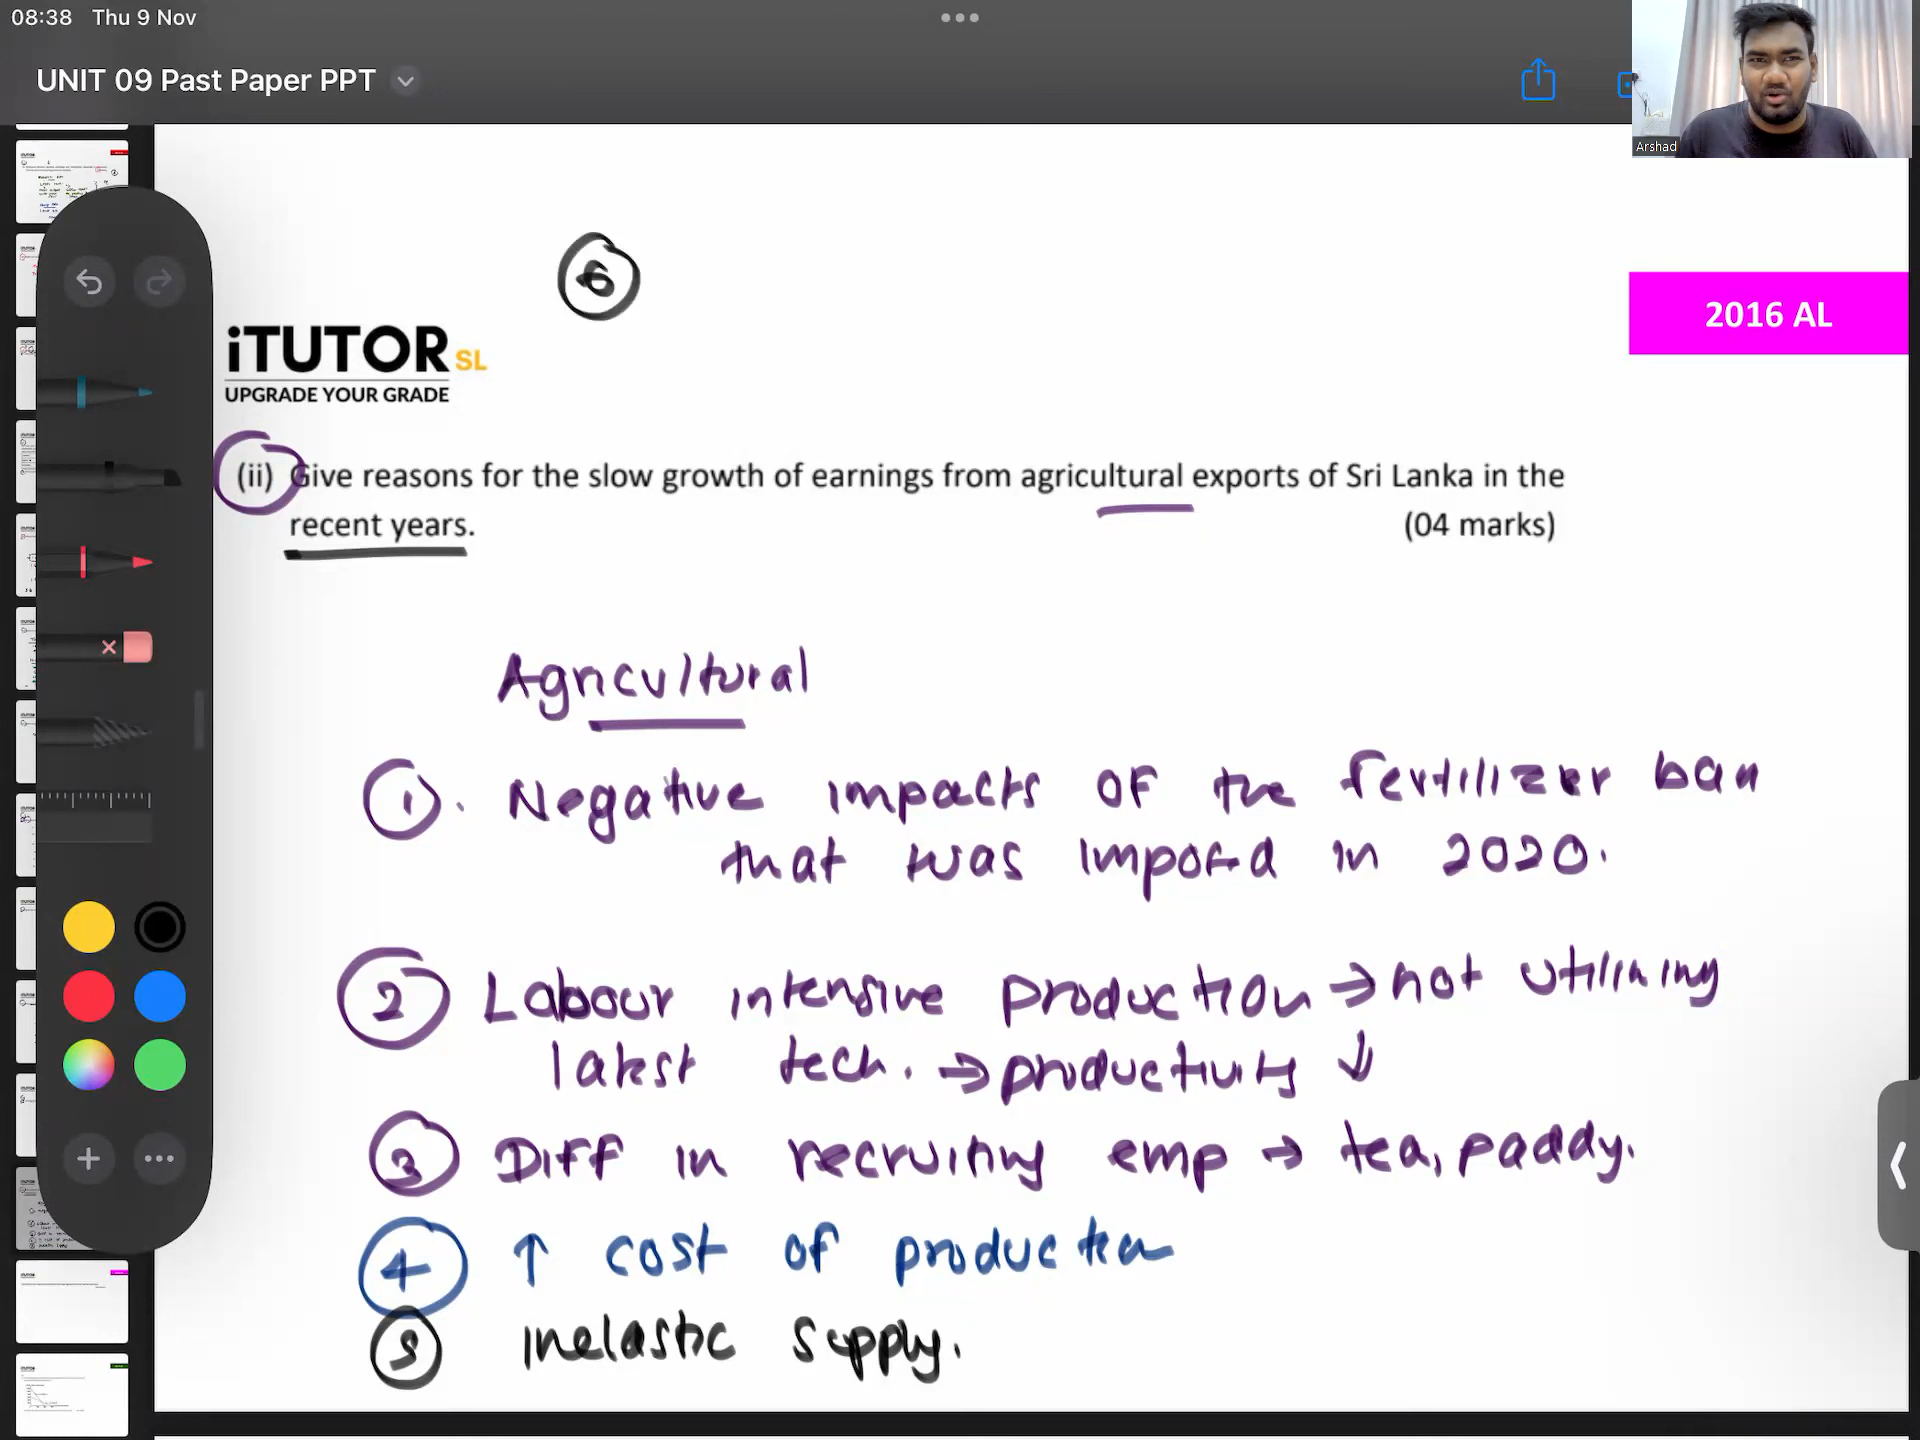 08:38 Thu 9 Nov
UNIT 09 Past Paper PPT
Arshad
6
2016 AL
iTUTOR SL
UPGRADE YOUR GRADE
(ii) Give reasons for the slow growth of earnings from agricultural exports of Sri Lanka in the
recent years. (04 marks)
Agricultural
1. Negative impacts of the fertilizer ban
that was imposed in 2020.
2 Labour intensive production → not utilizing
latest tech. → productivity ↓
3 Diff in recruiting emp → tea, paddy.
4 ↑ cost of production
5 inelastic supply.